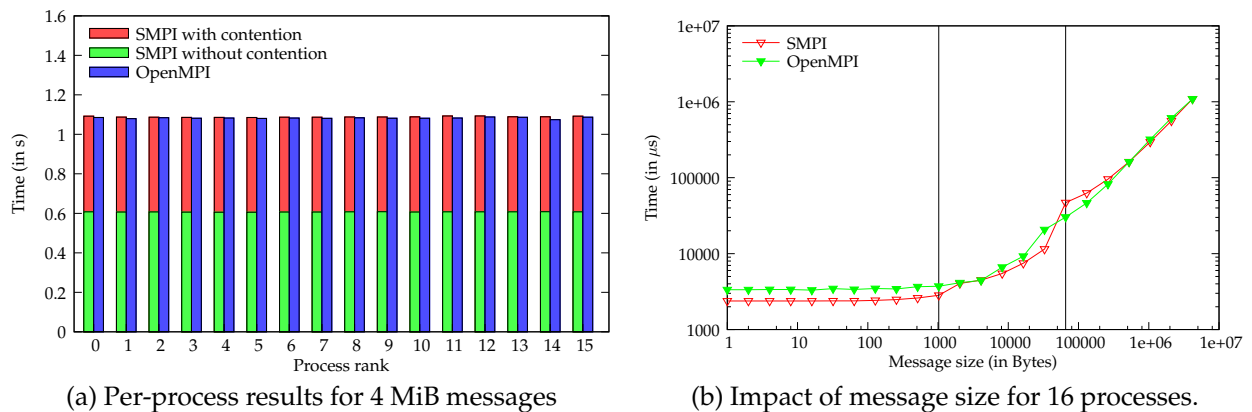 1.6
1.4
1.2
1
0.8
0.6
0.4
0.2
0
Time (in s)
SMPI with contention
SMPI without contention
OpenMPI
0 1 2 3 4 5 6 7 8 9 10 11 12 13 14 15
Process rank
(a) Per-process results for 4 MiB messages
1e+07
1e+06
100000
10000
1000
Time (in µs)
SMPI
OpenMPI
1 10 100 1000 10000 100000 1e+06 1e+07
Message size (in Bytes)
(b) Impact of message size for 16 processes.